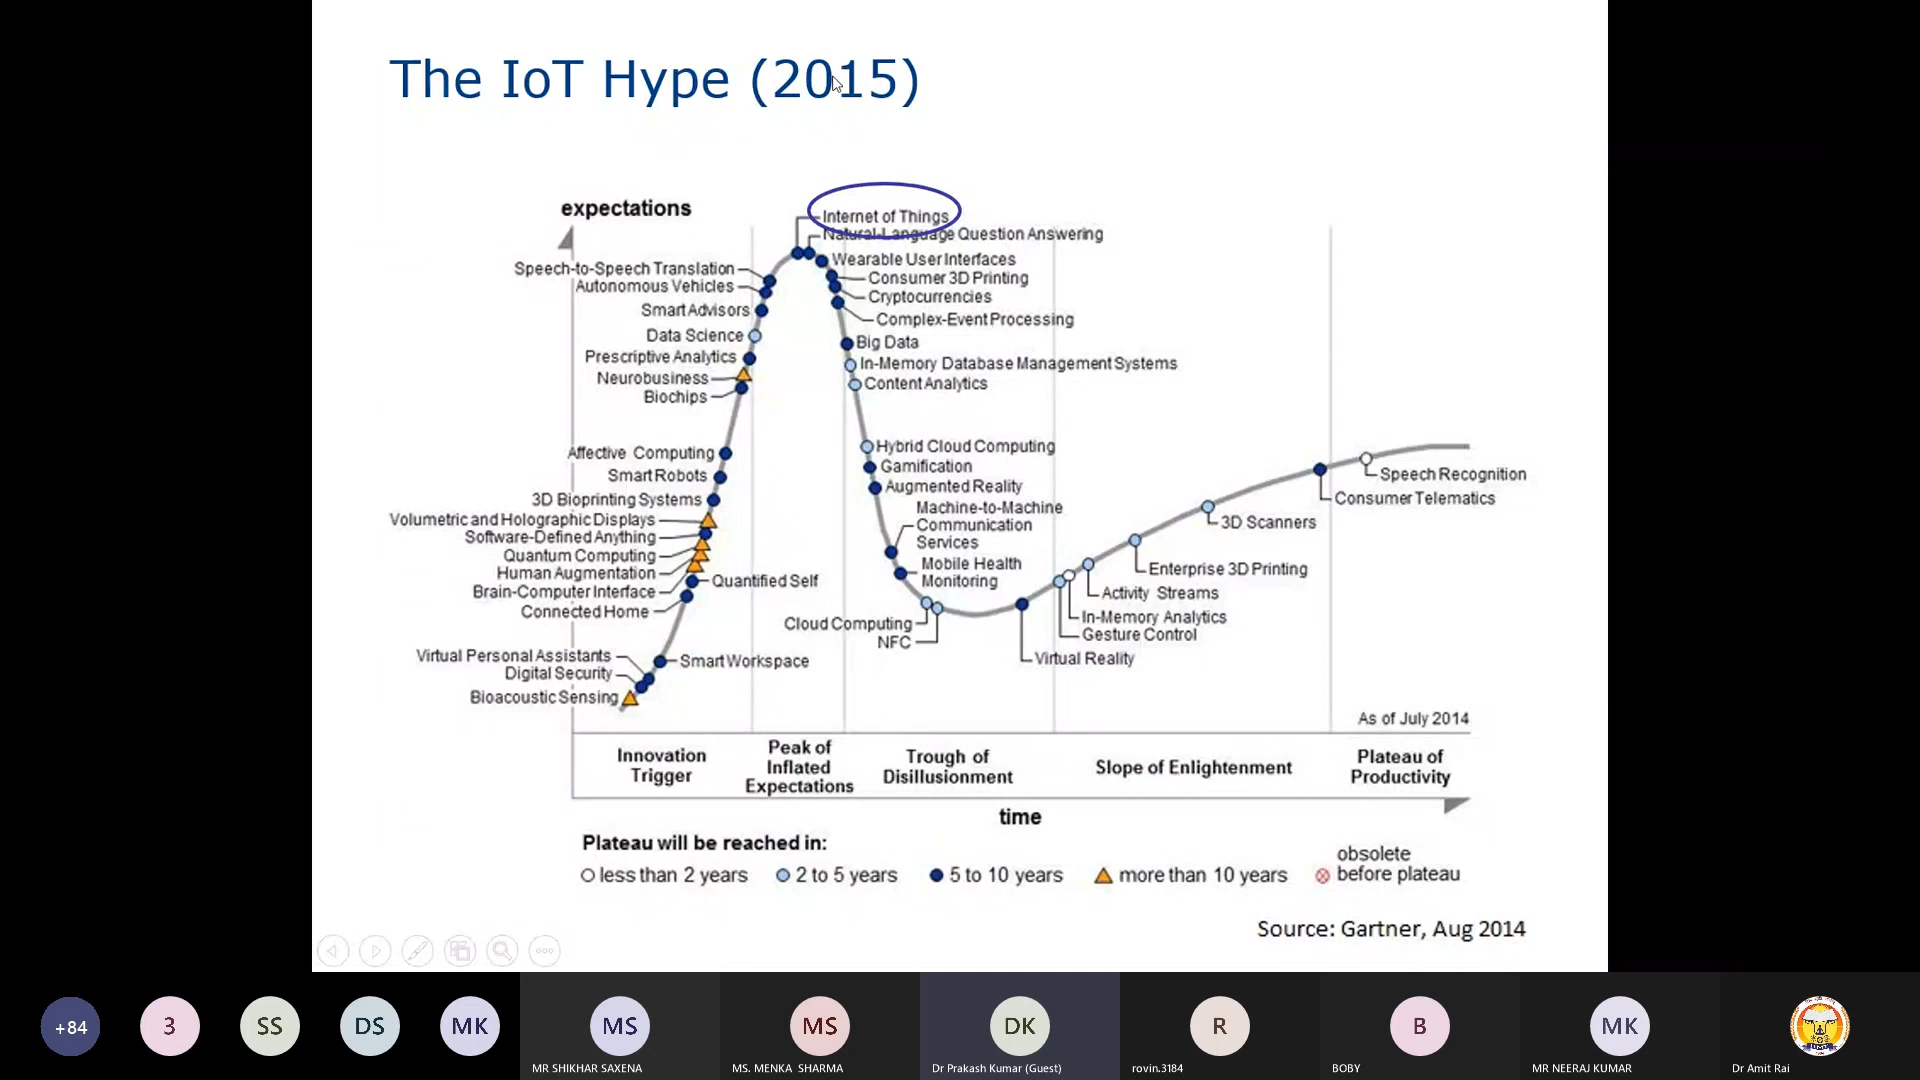 The IoT Hype (2015)
expectations
Internet of Things
Natural-Language Question Answering
Wearable User Interfaces
Speech-to-Speech Translation
Consumer 3D Printing
Autonomous Vehicles
Cryptocurrencies
Smart Advisors
Complex-Event Processing
Data Science
Big Data
Prescriptive Analytics
In-Memory Database Management Systems
Neurobusiness
Content Analytics
Biochips
Hybrid Cloud Computing
Affective Computing
Gamification
Smart Robots
Augmented Reality
3D Bioprinting Systems
Machine-to-Machine
Communication
Services
Volumetric and Holographic Displays
Software-Defined Anything
Quantum Computing
Mobile Health
Monitoring
Human Augmentation
Quantified Self
Brain-Computer Interface
Connected Home
Cloud Computing
NFC
Virtual Personal Assistants
Smart Workspace
Digital Security
Bioacoustic Sensing
Speech Recognition
Consumer Telematics
3D Scanners
Enterprise 3D Printing
Activity Streams
In-Memory Analytics
Gesture Control
Virtual Reality
As of July 2014
Innovation
Trigger
Peak of
Inflated
Expectations
Trough of
Disillusionment
Slope of Enlightenment
Plateau of
Productivity
time
Plateau will be reached in:
less than 2 years
2 to 5 years
5 to 10 years
more than 10 years
obsolete
before plateau
Source: Gartner, Aug 2014
+84
3
SS
DS
MK
MS
MR SHIKHAR SAXENA
MS
MS. MENKA SHARMA
DK
Dr Prakash Kumar (Guest)
R
rovin.3184
B
BOBY
MK
MR NEERAJ KUMAR
Dr Amit Rai